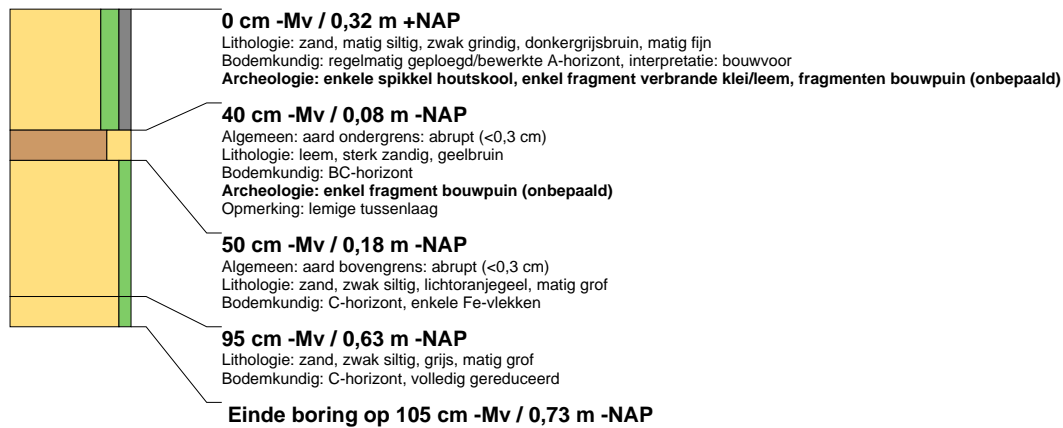 0 cm -Mv / 0,32 m +NAP
Lithologie: zand, matig siltig, zwak grindig, donkergrijsbruin, matig fijn
Bodemkundig: regelmatig geploegd/bewerkte A-horizont, interpretatie: bouwvoor
Archeologie: enkele spikkel houtskool, enkel fragment verbrande klei/leem, fragmenten bouwpuin (onbepaald)
40 cm -Mv / 0,08 m -NAP
Algemeen: aard ondergrens: abrupt (<0,3 cm)
Lithologie: leem, sterk zandig, geelbruin
Bodemkundig: BC-horizont
Archeologie: enkel fragment bouwpuin (onbepaald)
Opmerking: lemige tussenlaag
50 cm -Mv / 0,18 m -NAP
Algemeen: aard bovengrens: abrupt (<0,3 cm)
Lithologie: zand, zwak siltig, lichtoranjegeel, matig grof
Bodemkundig: C-horizont, enkele Fe-vlekken
95 cm -Mv / 0,63 m -NAP
Lithologie: zand, zwak siltig, grijs, matig grof
Bodemkundig: C-horizont, volledig gereduceerd
Einde boring op 105 cm -Mv / 0,73 m -NAP